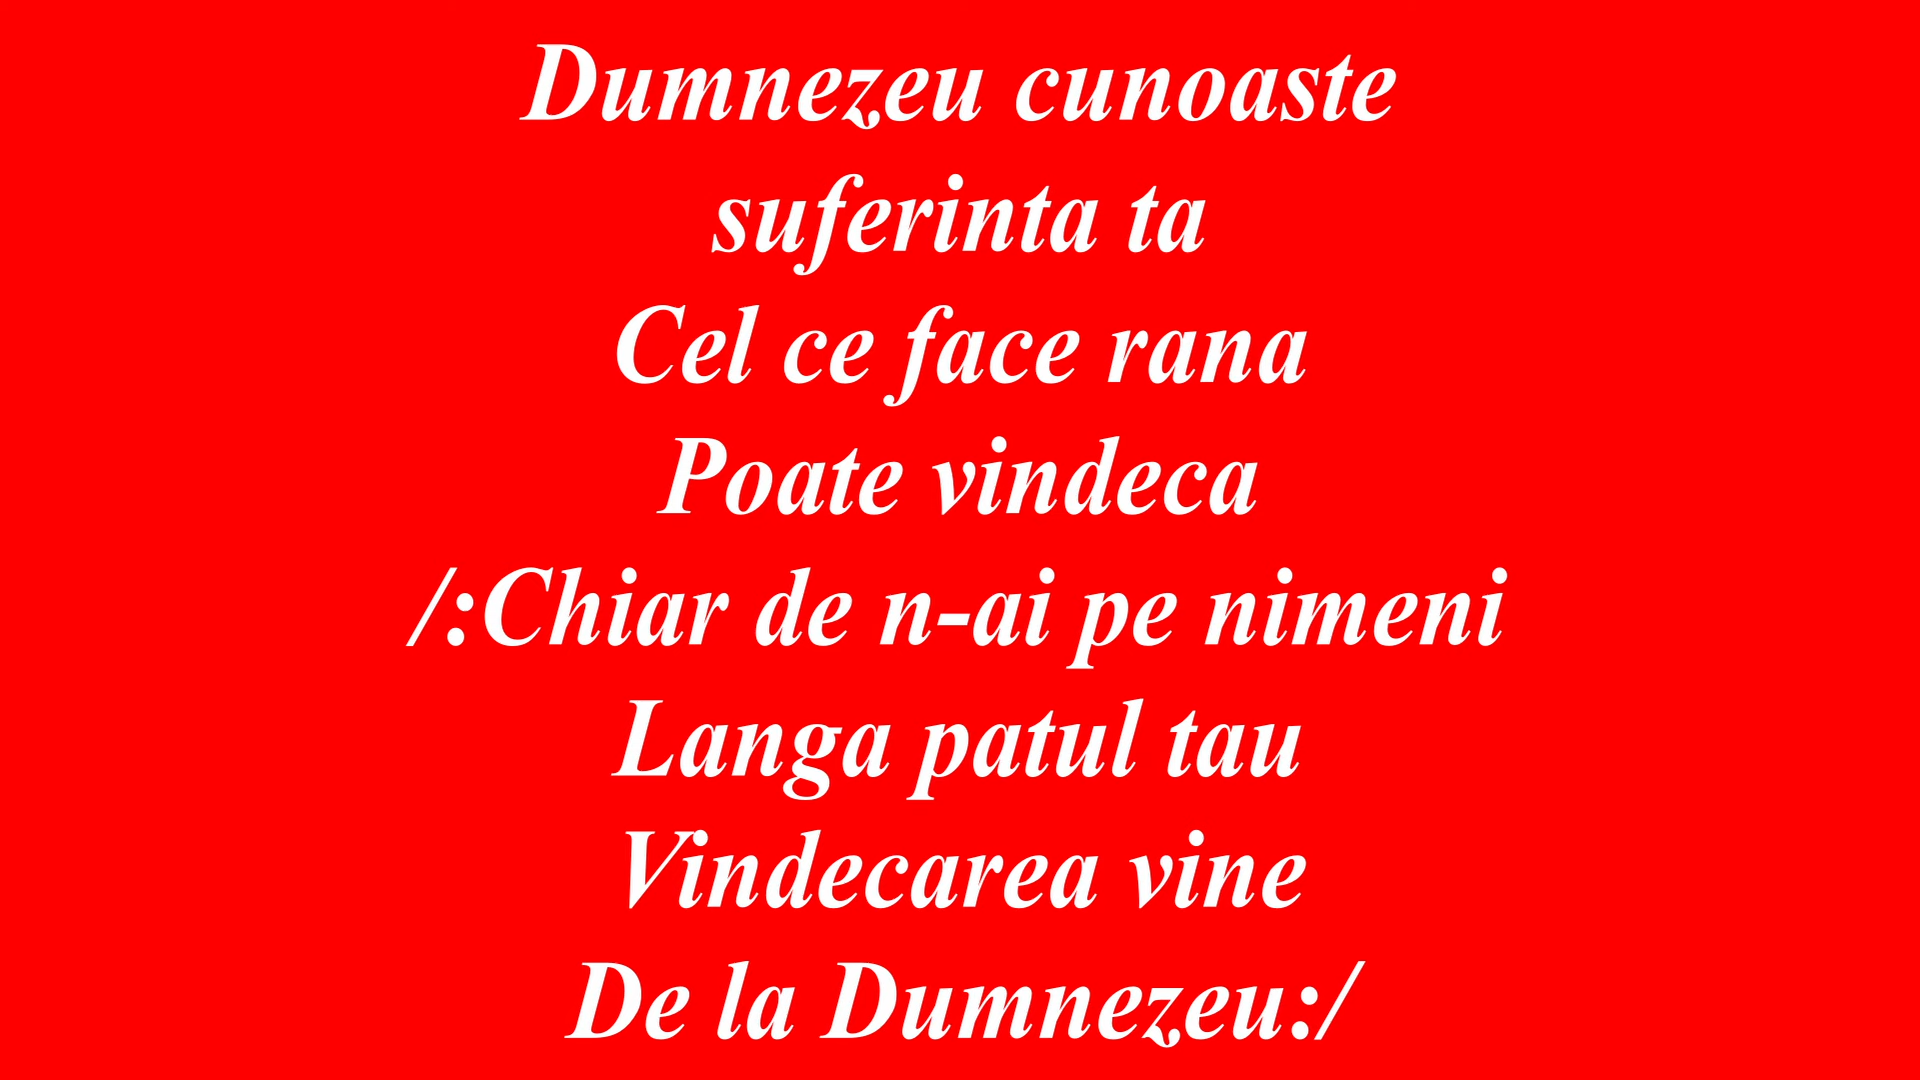 Dumnezeu cunoaste
suferinta ta
Cel ce face rana
Poate vindeca
/:Chiar de n-ai pe nimeni
Langa patul tau
Vindecarea vine
De la Dumnezeu:/